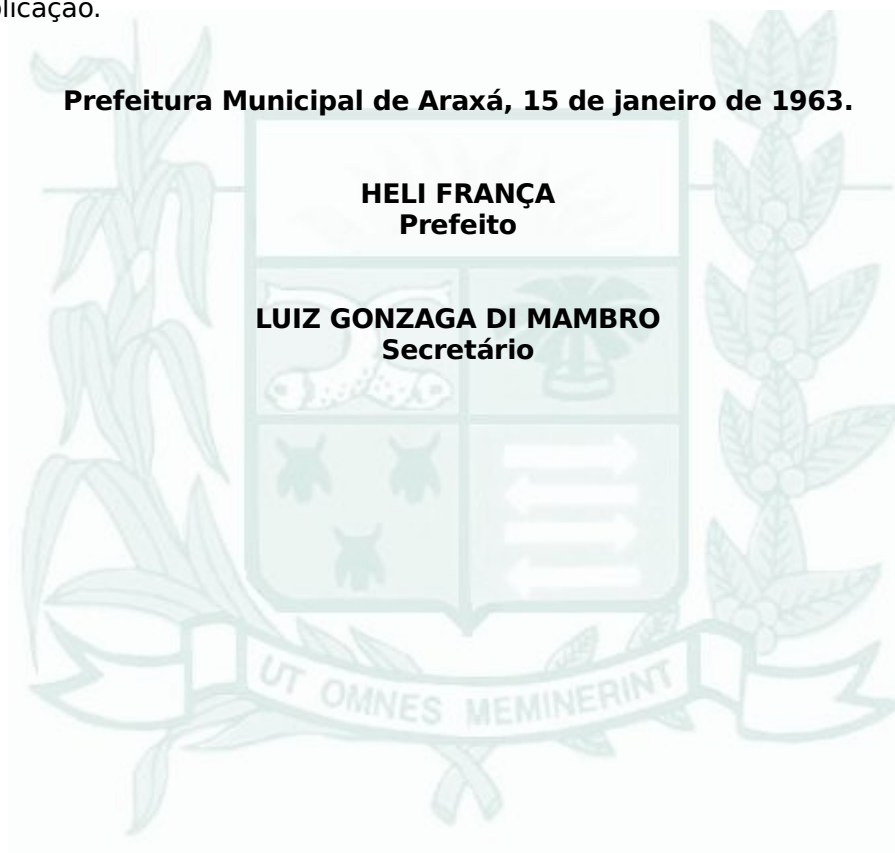 plicação.
Prefeitura Municipal de Araxá, 15 de janeiro de 1963.
HELI FRANÇA
Prefeito
LUIZ GONZAGA DI MAMBRO
Secretário
UT OMNES MEMINERINT